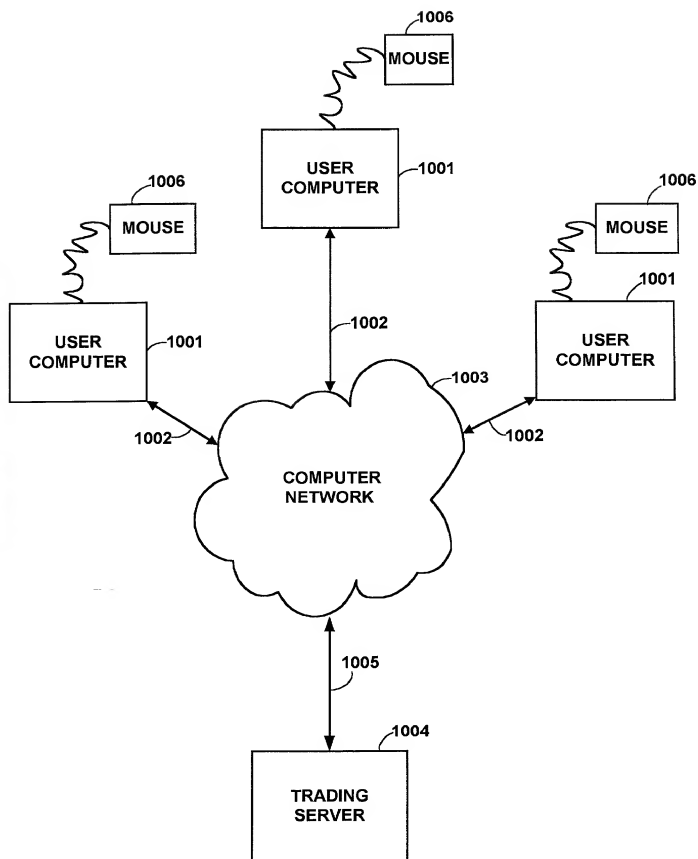 1006
MOUSE
USER
COMPUTER
1001
1006
MOUSE
1006
MOUSE
USER
COMPUTER
1001
1001
USER
COMPUTER
1002
1003
1002
1002
COMPUTER
NETWORK
1005
1004
TRADING
SERVER